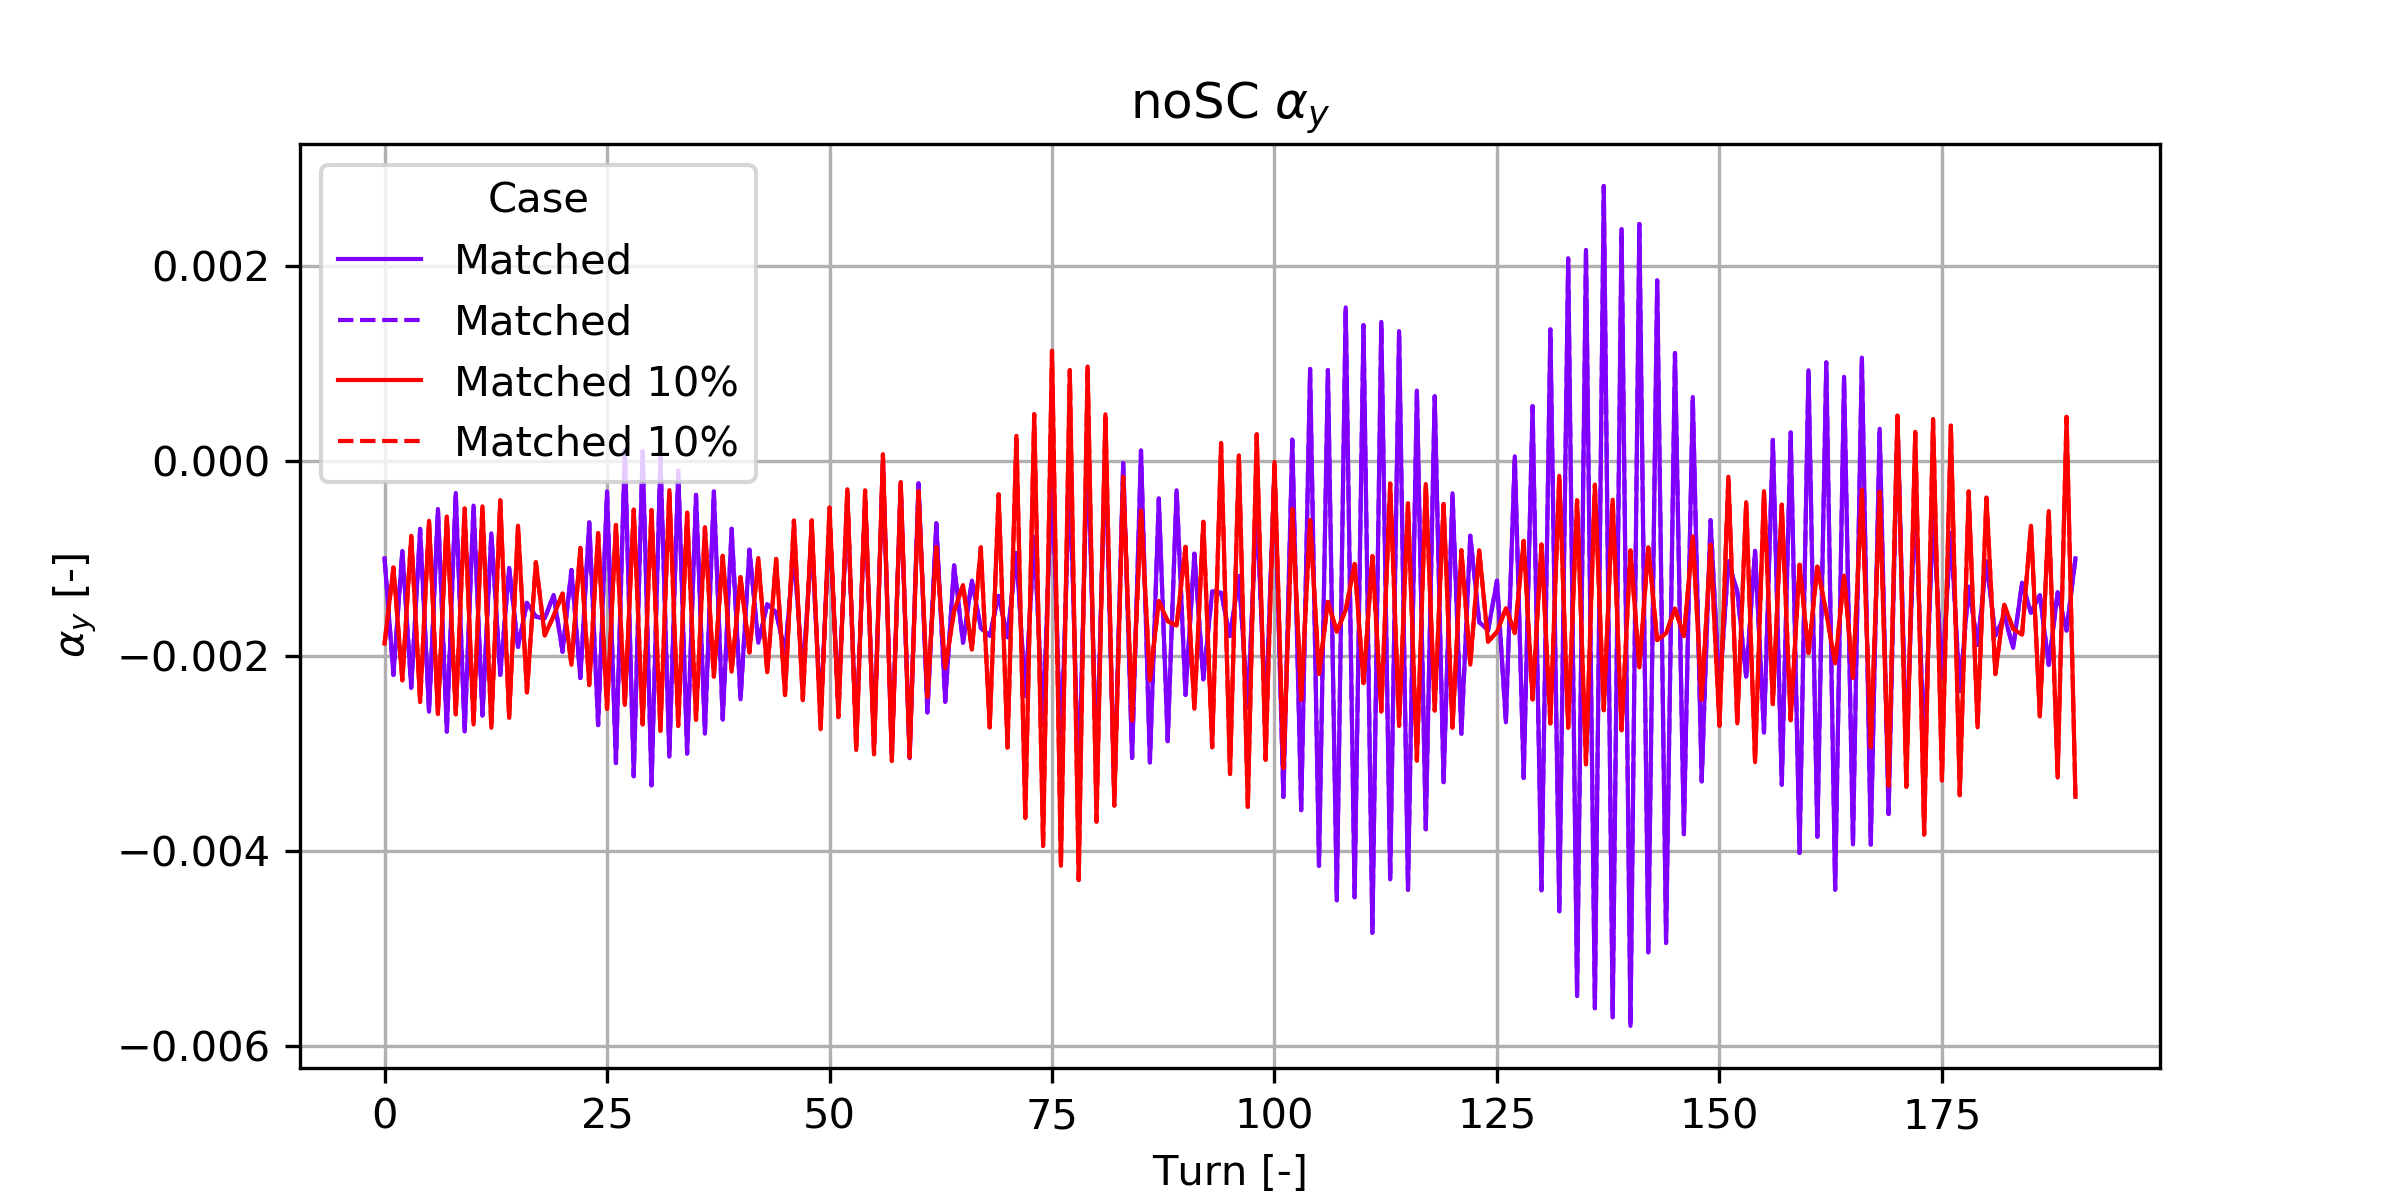 noSC αy
Case
Matched
Matched
Matched 10%
Matched 10%
0.002
0.000
−0.002
−0.004
−0.006
αy [-]
0 25 50 75 100 125 150 175
Turn [-]